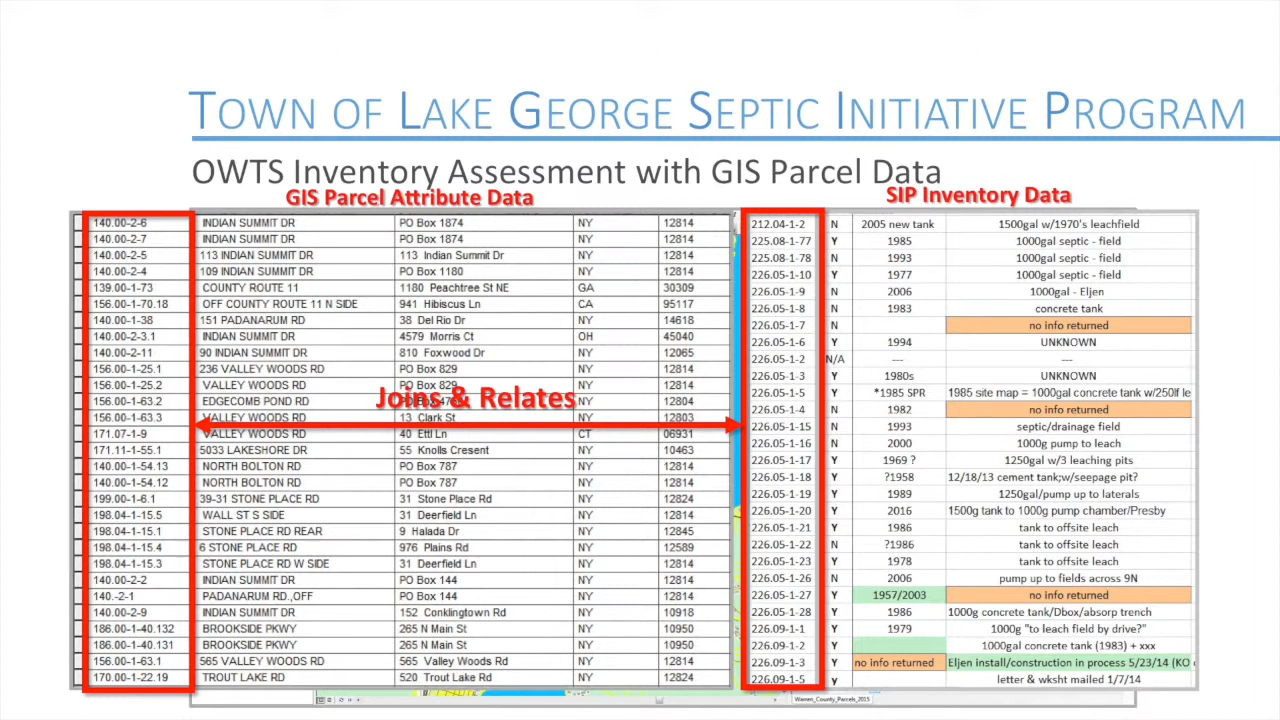 TOWN OF LAKE GEORGE SEPTIC INITIATIVE PROGRAM
OWTS Inventory Assessment with GIS Parcel Data
GIS Parcel Attribute Data
140.00-2-6 INDIAN SUMMIT DR PO Box 1874 NY 12814
140.00-2-7 INDIAN SUMMIT DR PO Box 1874 NY 12814
140.00-2-5 113 INDIAN SUMMIT DR 113 Indian Summit Dr NY 12814
140.00-2-4 109 INDIAN SUMMIT DR PO Box 1180 NY 12814
139.00-1-73 COUNTY ROUTE 11 1180 Peachtree St NE GA 30309
156.00-1-70.18 OFF COUNTY ROUTE 11 N SIDE 941 Hibiscus Ln CA 95117
140.00-1-38 151 PADANARUM RD 38 Del Rio Dr NY 14618
140.00-2-3.1 INDIAN SUMMIT DR 4579 Morris Ct OH 45040
140.00-2-11 90 INDIAN SUMMIT DR 810 Foxwood Dr NY 12065
156.00-1-25.1 236 VALLEY WOODS RD PO Box 829 NY 12814
156.00-1-25.2 VALLEY WOODS RD PO Box 829 NY 12814
156.00-1-63.2 EDGECOMB POND RD NY 12804
156.00-1-63.3 VALLEY WOODS RD 13 Clark St NY 12803
171.07-1-9 VALLEY WOODS RD 40 Ettl Ln CT 06931
171.11-1-55.1 5033 LAKESHORE DR 55 Knolls Cresent NY 10463
140.00-1-54.13 NORTH BOLTON RD PO Box 787 NY 12814
140.00-1-54.12 NORTH BOLTON RD PO Box 787 NY 12814
199.00-1-6.1 39-31 STONE PLACE RD 31 Stone Place Rd NY 12824
198.04-1-15.5 WALL ST S SIDE 31 Deerfield Ln NY 12824
198.04-1-15.1 STONE PLACE RD REAR 9 Halada Dr NY 12845
198.04-1-15.4 6 STONE PLACE RD 976 Plains Rd NY 12589
198.04-1-15.3 STONE PLACE RD W SIDE 31 Deerfield Ln NY 12824
140.00-2-2 INDIAN SUMMIT DR PO Box 144 NY 12814
140.-2-1 PADANARUM RD.,OFF PO Box 144 NY 12814
140.00-2-9 INDIAN SUMMIT DR 152 Conklingtown Rd NY 10918
186.00-1-40.132 BROOKSIDE PKWY 265 N Main St NY 10950
186.00-1-40.131 BROOKSIDE PKWY 265 N Main St NY 10950
156.00-1-63.1 565 VALLEY WOODS RD 565 Valley Woods Rd NY 12814
170.00-1-22.19 TROUT LAKE RD 520 Trout Lake Rd NY 12824
Joins & Relates
SIP Inventory Data
212.04-1-2 N 2005 new tank 1500gal w/1970's leachfield
225.08-1-77 Y 1985 1000gal septic - field
225.08-1-78 N 1993 1000gal septic - field
226.05-1-10 Y 1977 1000gal septic - field
226.05-1-9 N 2006 1000gal - Eljen
226.05-1-8 N 1983 concrete tank
226.05-1-7 N no info returned
226.05-1-6 Y 1994 UNKNOWN
226.05-1-2 N/A --- ---
226.05-1-3 Y 1980s UNKNOWN
226.05-1-5 Y *1985 SPR 1985 site map = 1000gal concrete tank w/250lf le
226.05-1-4 N 1982 no info returned
226.05-1-15 N 1993 septic/drainage field
226.05-1-16 N 2000 1000g pump to leach
226.05-1-17 Y 1969 ? 1250gal w/3 leaching pits
226.05-1-18 Y ?1958 12/18/13 cement tank;w/seepage pit?
226.05-1-19 Y 1989 1250gal/pump up to laterals
226.05-1-20 Y 2016 1500g tank to 1000g pump chamber/Presby
226.05-1-21 Y 1986 tank to offsite leach
226.05-1-22 N ?1986 tank to offsite leach
226.05-1-23 Y 1978 tank to offsite leach
226.05-1-26 N 2006 pump up to fields across 9N
226.05-1-27 Y 1957/2003 no info returned
226.05-1-28 Y 1986 1000g concrete tank/Dbox/absorp trench
226.09-1-1 Y 1979 1000g "to leach field by drive?"
226.09-1-2 Y 1000gal concrete tank (1983) + xxx
226.09-1-3 Y no info returned Eljen install/construction in process 5/23/14 (KO
226.09-1-5 y letter & wksht mailed 1/7/14
Warren_County_Parcels_2015